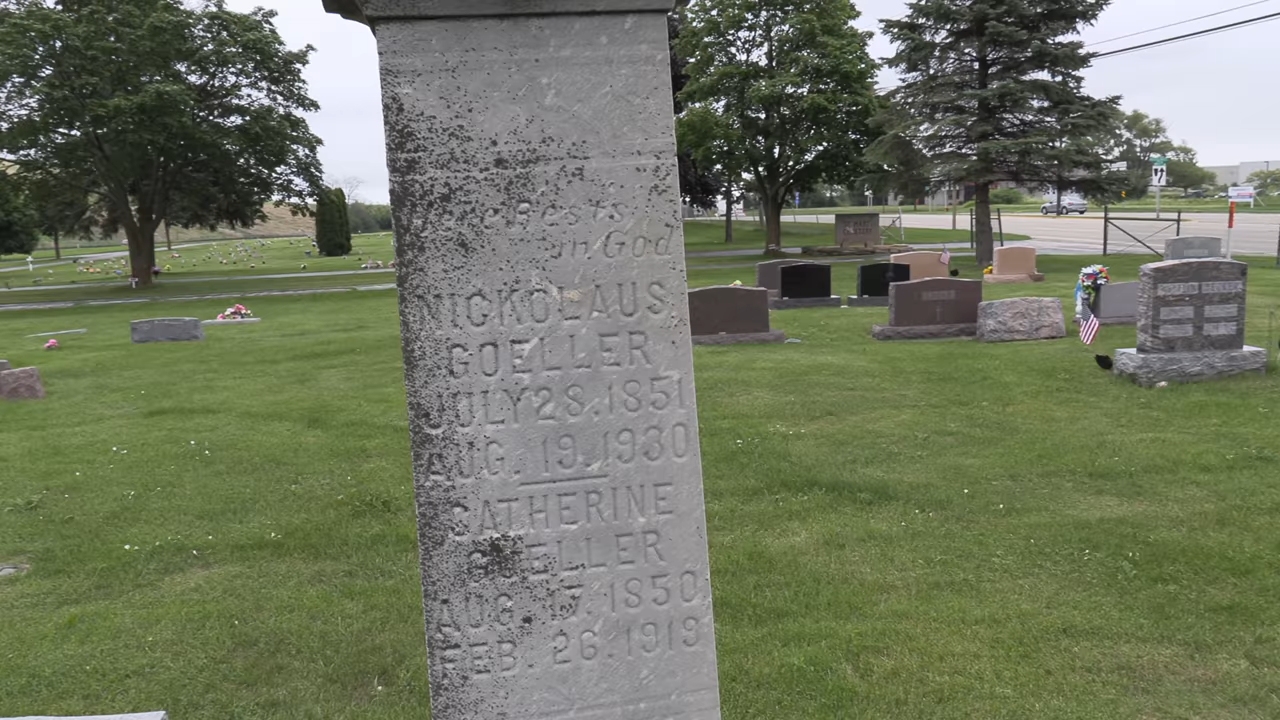 Rests
in God
NICKOLAUS
GOELLER
JULY 28. 1851
AUG. 19. 1930
CATHERINE
GOELLER
AUG. 17. 1850
FEB. 26. 1919